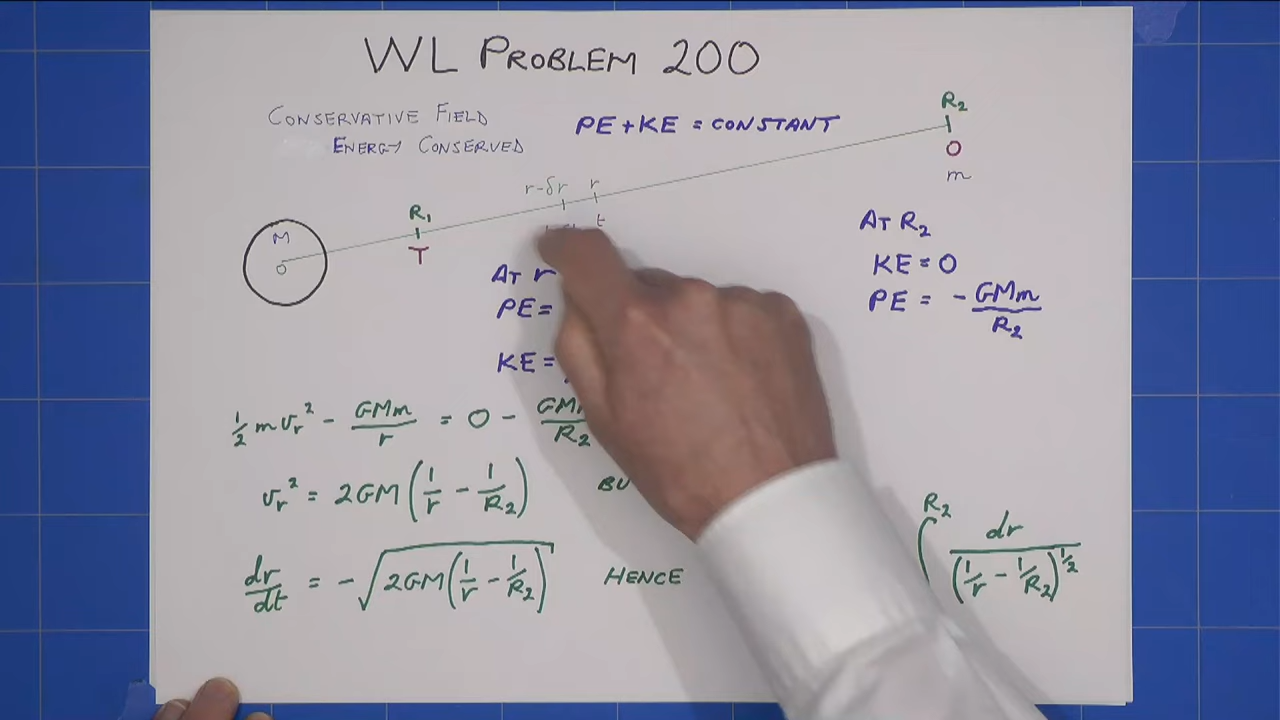 WL PROBLEM 200
CONSERVATIVE FIELD
ENERGY CONSERVED
PE + KE = CONSTANT
R₂
O
m
r-δr r
t
R₁
T
M
O
AT r
PE =
KE =
AT R₂
KE = 0
PE = - GMm/R₂
½ m vᵣ² - GMm/r = 0 - GM
R₂
vᵣ² = 2GM(1/r - 1/R₂)
dr/dt = - √(2GM(1/r - 1/R₂)) HENCE
∫ R₂ dr/(1/r - 1/R₂)^½